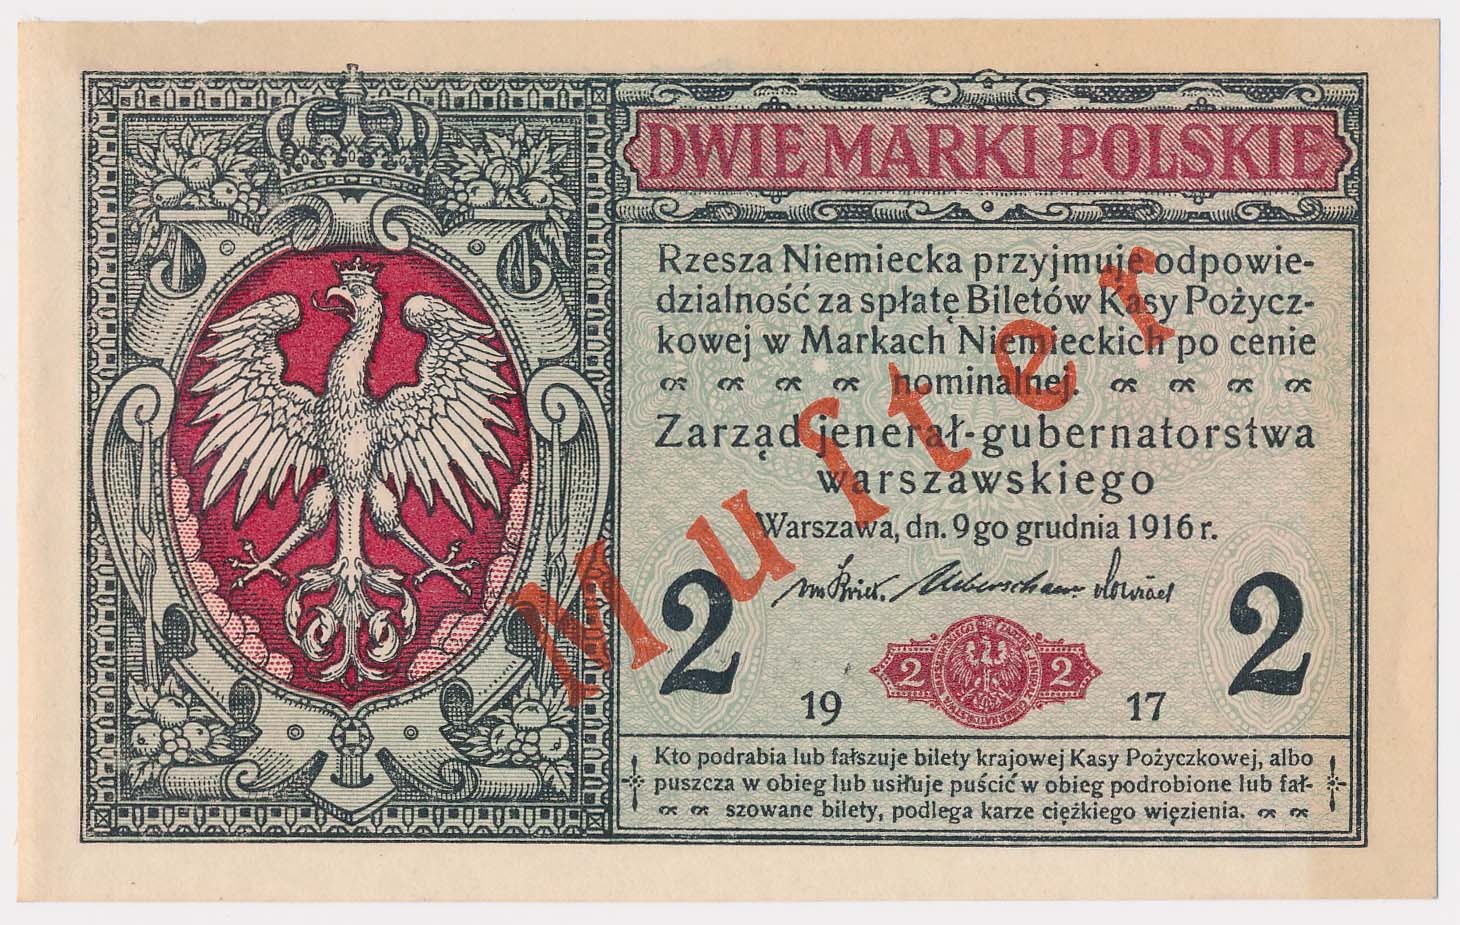 DWIE MARKI POLSKIE
Rzesza Niemiecka przyjmuje odpowie-
dzialność za spłatę Biletów Kasy Pożycz-
kowej w Markach Niemieckich po cenie
nominalnej.
Zarząd jenerał-gubernatorstwa
warszawskiego
Warszawa, dn. 9go grudnia 1916 r.
Muſter
2 2
2 2
19 17
Kto podrabia lub fałszuje bilety krajowej Kasy Pożyczkowej, albo
puszcza w obieg lub usiłuje puścić w obieg podrobione lub fał-
szowane bilety, podlega karze ciężkiego więzienia.